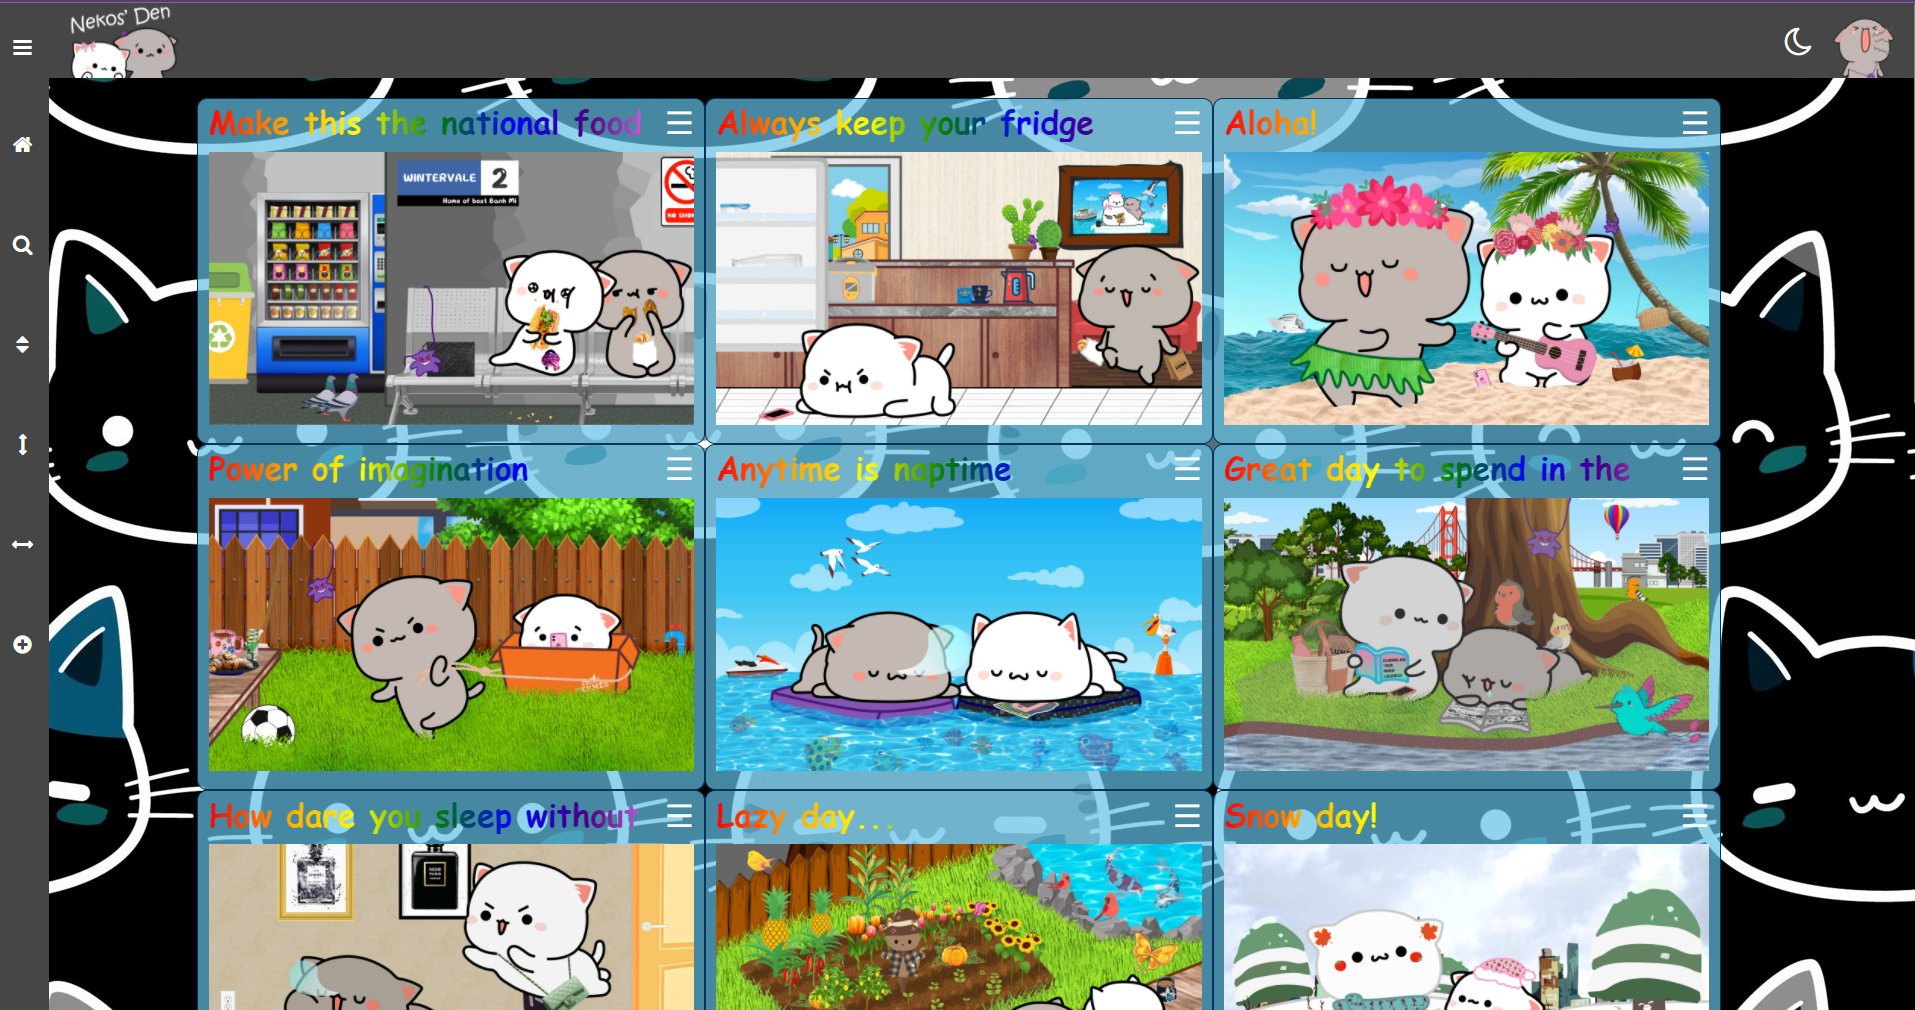 Nekos' Den
Make this the national food
Always keep your fridge
Aloha!
WINTERVALE 2
Home of best Banh Mi
NO SMOKING
Power of imagination
Anytime is naptime
Great day to spend in the
How dare you sleep without
Lazy day...
Snow day!